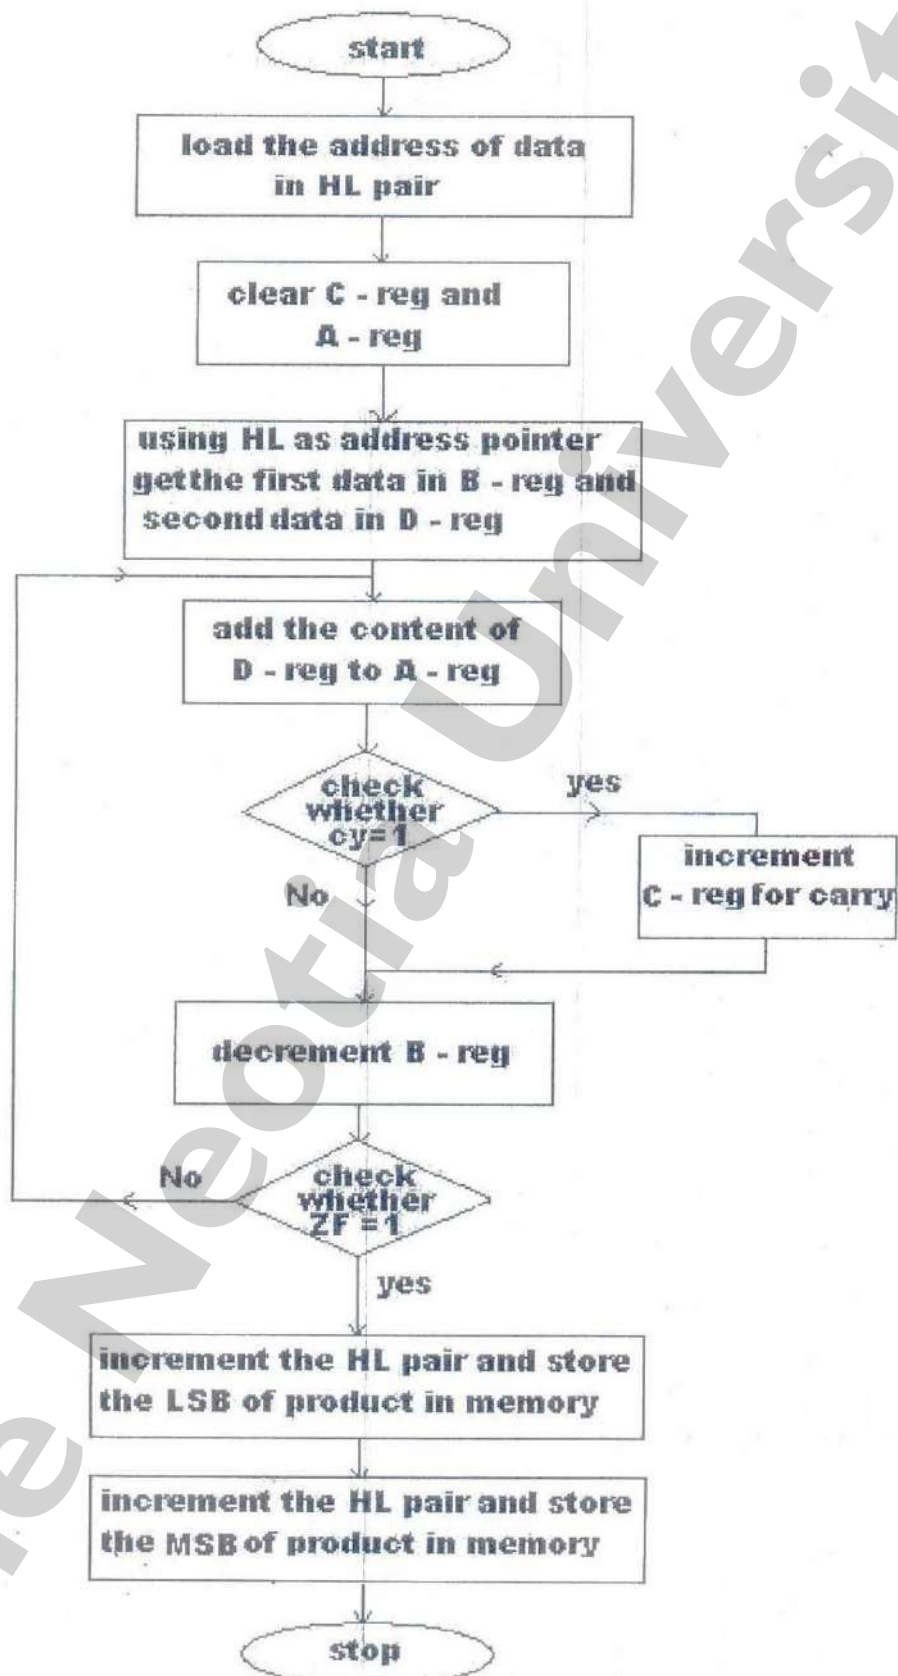 start
load the address of data
in HL pair
clear C - reg and
A - reg
using HL as address pointer
getthe first data in B - reg and
second data in D - reg
add the content of
D - reg to A - reg
check
whether
cy=1
yes
increment
C - reg for carry
No
decrement B - reg
check
whether
ZF =1
No
yes
increment the HL pair and store
the LSB of product in memory
increment the HL pair and store
the MSB of product in memory
stop
he Neotia Universit